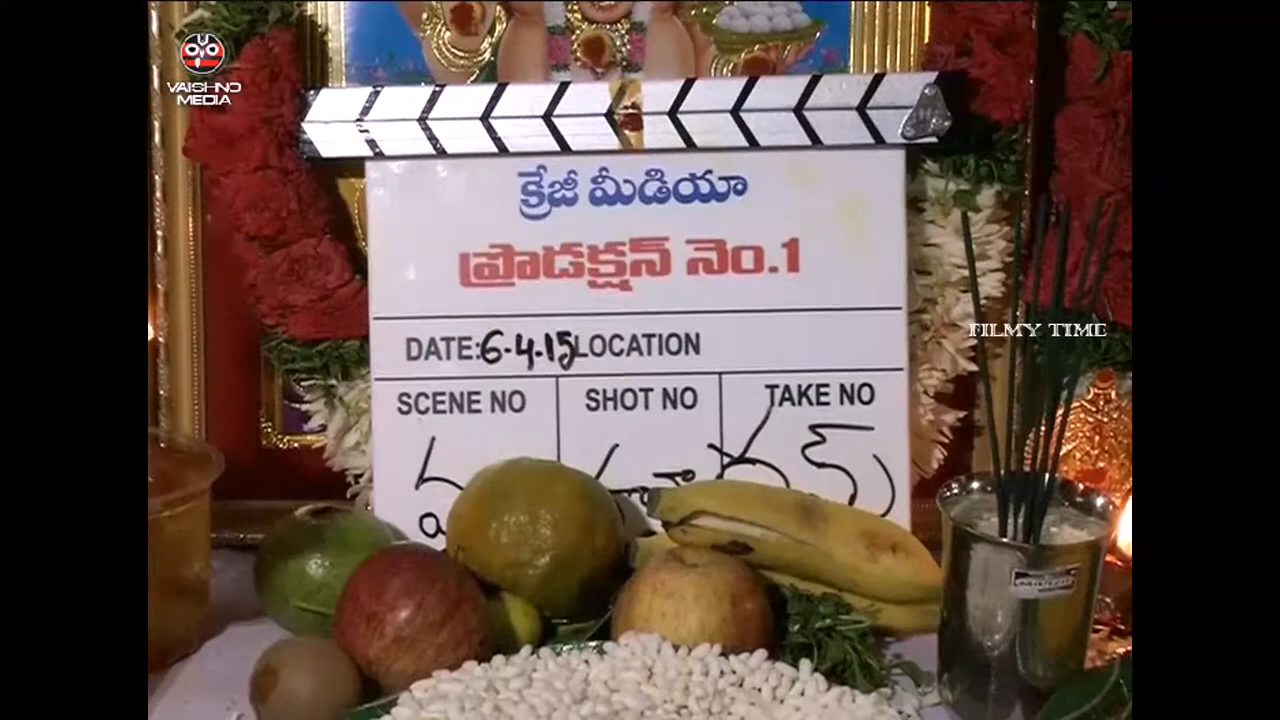 VAISHNO
MEDIA
క్రేజీ మీడియా
ప్రొడక్షన్ నెం.1
FILMY TIME
DATE: 6-4-15 LOCATION
SCENE NO SHOT NO TAKE NO